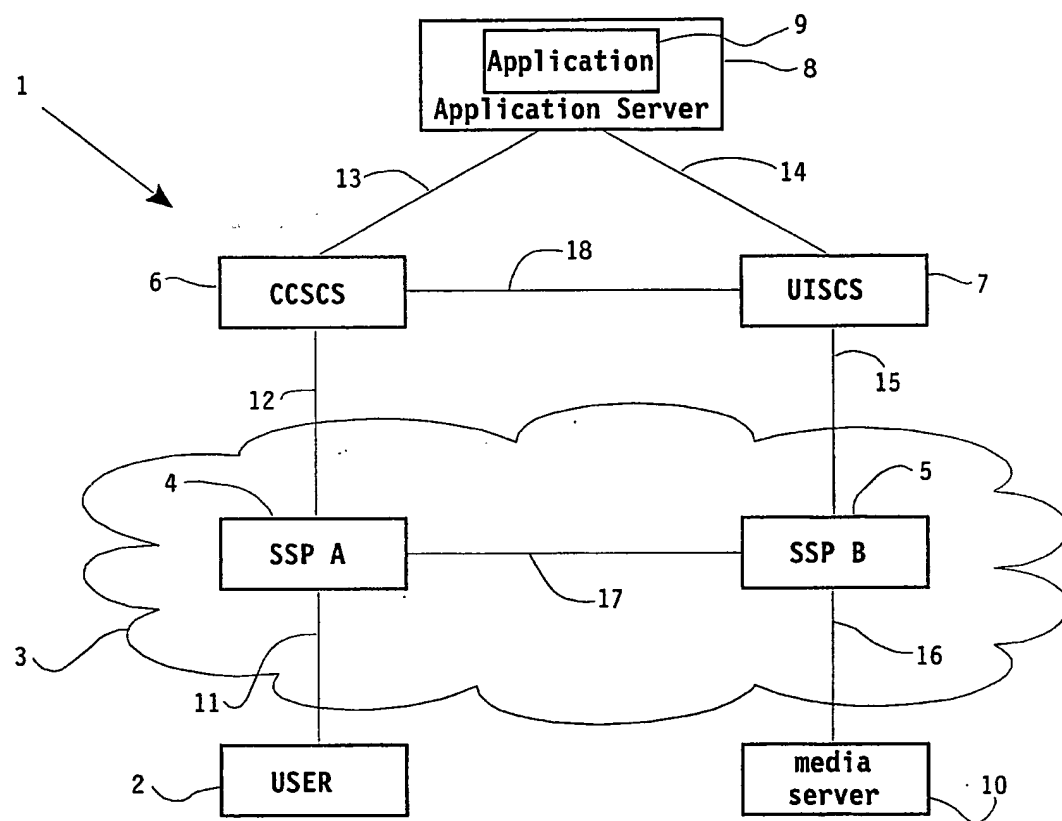 9
Application
8
Application Server
1
13
14
18
6
CCSCS
UISCS
7
12
15
4
5
SSP A
SSP B
17
3
11
16
2
USER
media
server
10